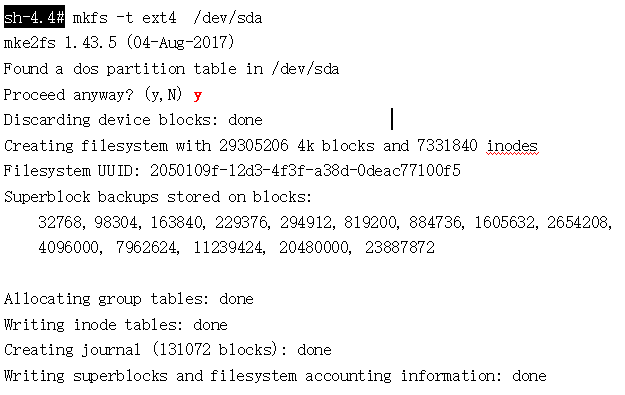 sh-4.4# mkfs -t ext4  /dev/sda
mke2fs 1.43.5 (04-Aug-2017)
Found a dos partition table in /dev/sda
Proceed anyway? (y,N) y
Discarding device blocks: done
Creating filesystem with 29305206 4k blocks and 7331840 inodes
Filesystem UUID: 2050109f-12d3-4f3f-a38d-0deac77100f5
Superblock backups stored on blocks:
32768, 98304, 163840, 229376, 294912, 819200, 884736, 1605632, 2654208,
4096000, 7962624, 11239424, 20480000, 23887872
Allocating group tables: done
Writing inode tables: done
Creating journal (131072 blocks): done
Writing superblocks and filesystem accounting information: done